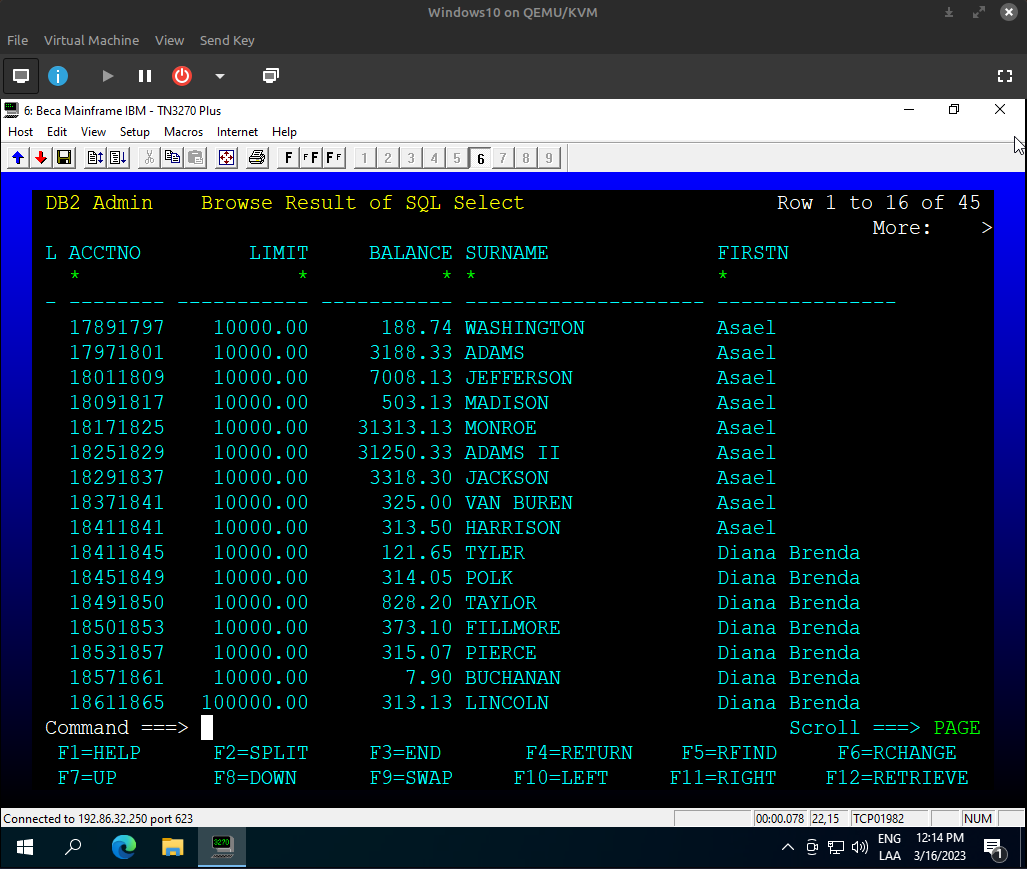 Windows10 on QEMU/KVM
File Virtual Machine View Send Key
6: Beca Mainframe IBM - TN3270 Plus
Host Edit View Setup Macros Internet Help
F F F F F 1 2 3 4 5 6 7 8 9
DB2 Admin Browse Result of SQL Select Row 1 to 16 of 45
More: >
L ACCTNO LIMIT BALANCE SURNAME FIRSTN
* * * * *
- -------- ----------- ----------- -------------------- ---------------
17891797 10000.00 188.74 WASHINGTON Asael
17971801 10000.00 3188.33 ADAMS Asael
18011809 10000.00 7008.13 JEFFERSON Asael
18091817 10000.00 503.13 MADISON Asael
18171825 10000.00 31313.13 MONROE Asael
18251829 10000.00 31250.33 ADAMS II Asael
18291837 10000.00 3318.30 JACKSON Asael
18371841 10000.00 325.00 VAN BUREN Asael
18411841 10000.00 313.50 HARRISON Asael
18411845 10000.00 121.65 TYLER Diana Brenda
18451849 10000.00 314.05 POLK Diana Brenda
18491850 10000.00 828.20 TAYLOR Diana Brenda
18501853 10000.00 373.10 FILLMORE Diana Brenda
18531857 10000.00 315.07 PIERCE Diana Brenda
18571861 10000.00 7.90 BUCHANAN Diana Brenda
18611865 100000.00 313.13 LINCOLN Diana Brenda
Command ===> Scroll ===> PAGE
F1=HELP F2=SPLIT F3=END F4=RETURN F5=RFIND F6=RCHANGE
F7=UP F8=DOWN F9=SWAP F10=LEFT F11=RIGHT F12=RETRIEVE
Connected to 192.86.32.250 port 623 00:00.078 22,15 TCP01982 NUM
3270 ENG 12:14 PM
LAA 3/16/2023 1